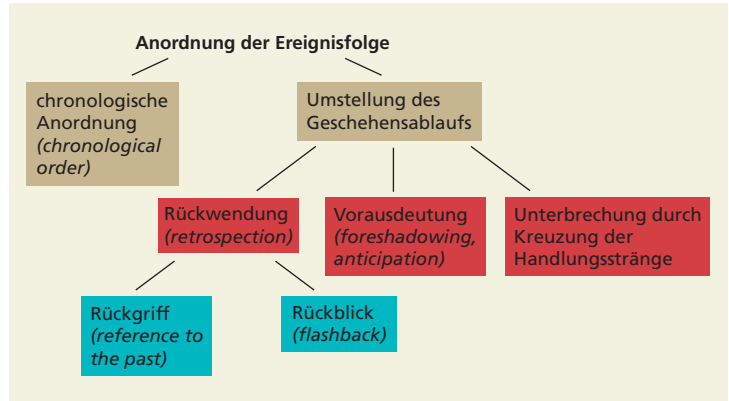 Anordnung der Ereignisfolge
chronologische
Anordnung
(chronological
order)
Umstellung des
Geschehensablaufs
Rückwendung
(retrospection)
Vorausdeutung
(foreshadowing,
anticipation)
Unterbrechung durch
Kreuzung der
Handlungsstränge
Rückgriff
(reference to
the past)
Rückblick
(flashback)